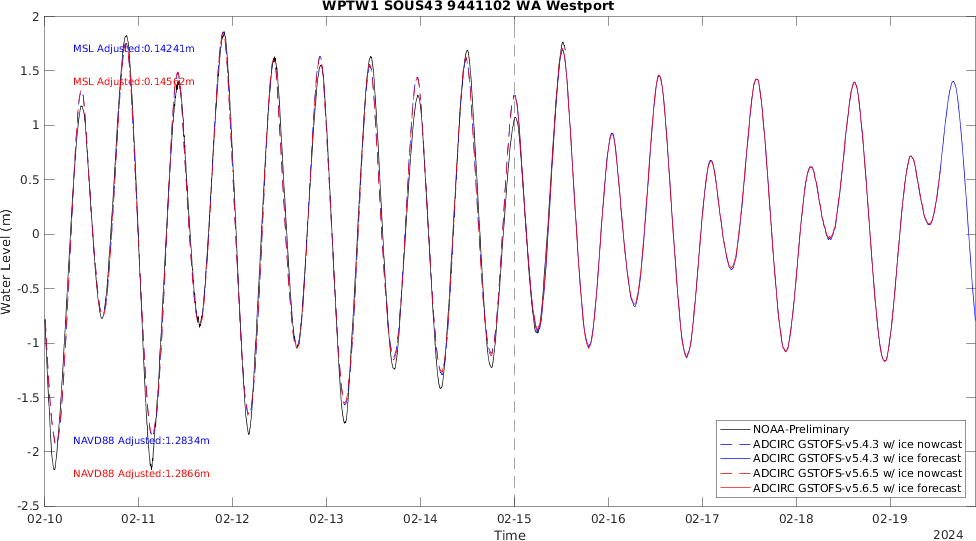 WPTW1 SOUS43 9441102 WA Westport
2
1.5
1
0.5
0
-0.5
-1
-1.5
-2
-2.5
Water Level (m)
MSL Adjusted:0.14241m
MSL Adjusted:0.14562m
NAVD88 Adjusted:1.2834m
NAVD88 Adjusted:1.2866m
NOAA-Preliminary
ADCIRC GSTOFS-v5.4.3 w/ ice nowcast
ADCIRC GSTOFS-v5.4.3 w/ ice forecast
ADCIRC GSTOFS-v5.6.5 w/ ice nowcast
ADCIRC GSTOFS-v5.6.5 w/ ice forecast
02-10 02-11 02-12 02-13 02-14 02-15 02-16 02-17 02-18 02-19
Time
2024